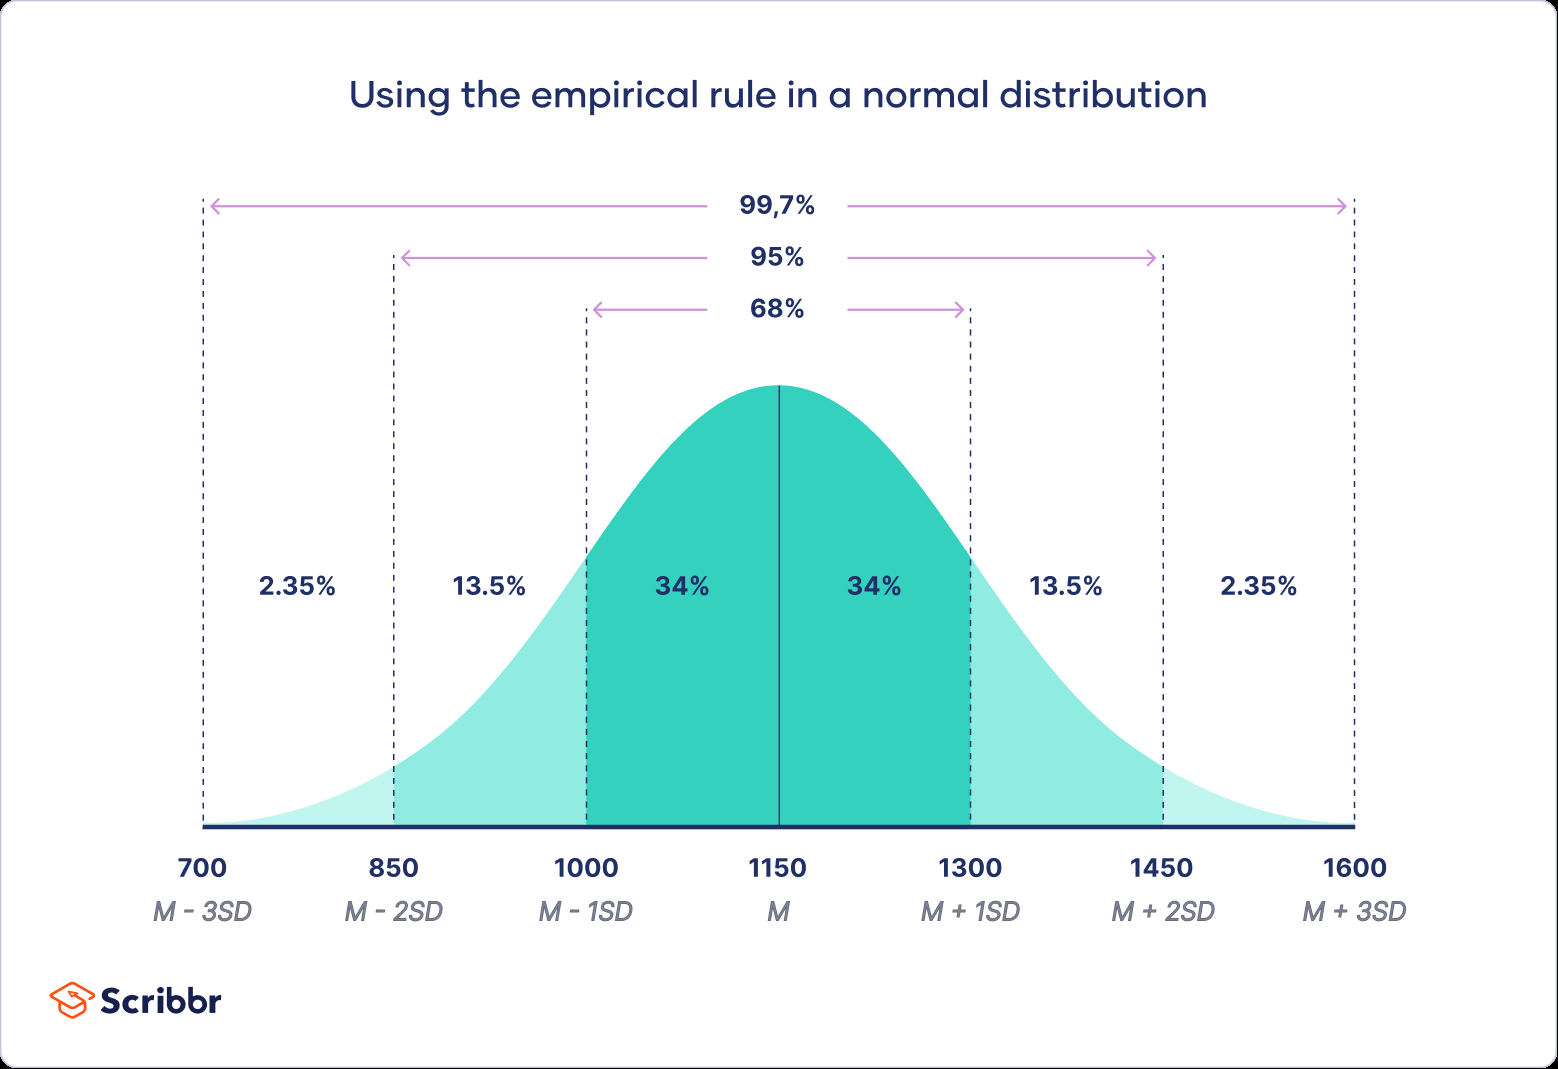 Using the empirical rule in a normal distribution
99,7%
95%
68%
2.35% 13.5% 34% 34% 13.5% 2.35%
700 850 1000 1150 1300 1450 1600
M - 3SD M - 2SD M - 1SD M M + 1SD M + 2SD M + 3SD
Scribbr